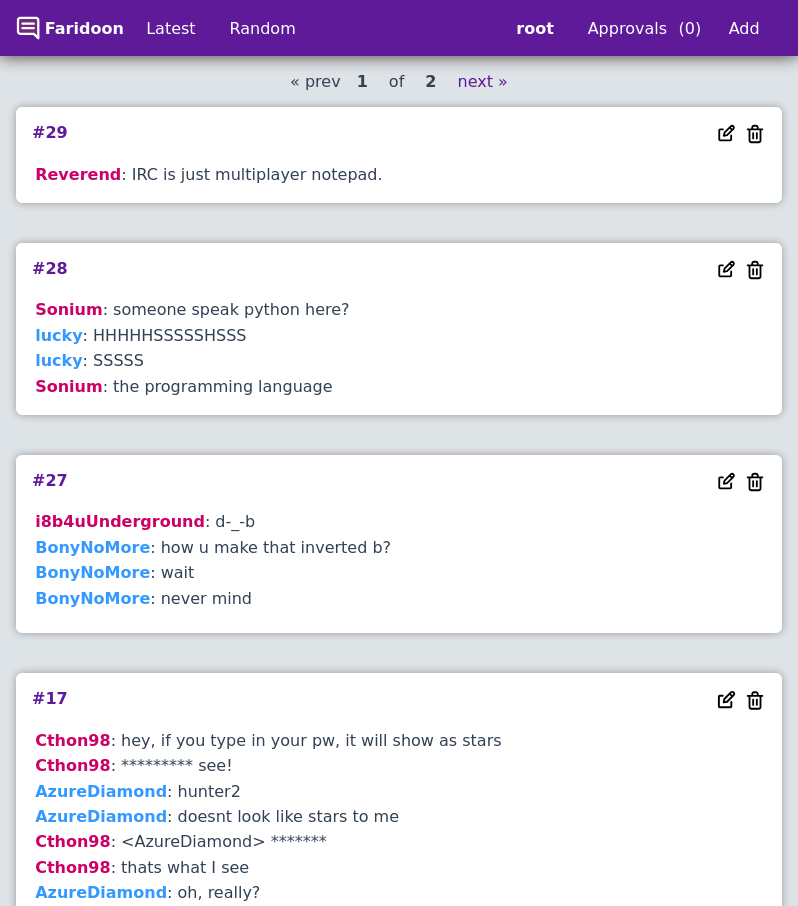 Faridoon Latest Random root Approvals (0) Add
« prev 1 of 2 next »
#29
Reverend: IRC is just multiplayer notepad.
#28
Sonium: someone speak python here?
lucky: HHHHHSSSSSHSSS
lucky: SSSSS
Sonium: the programming language
#27
i8b4uUnderground: d-_-b
BonyNoMore: how u make that inverted b?
BonyNoMore: wait
BonyNoMore: never mind
#17
Cthon98: hey, if you type in your pw, it will show as stars
Cthon98: ********* see!
AzureDiamond: hunter2
AzureDiamond: doesnt look like stars to me
Cthon98: <AzureDiamond> *******
Cthon98: thats what I see
AzureDiamond: oh, really?